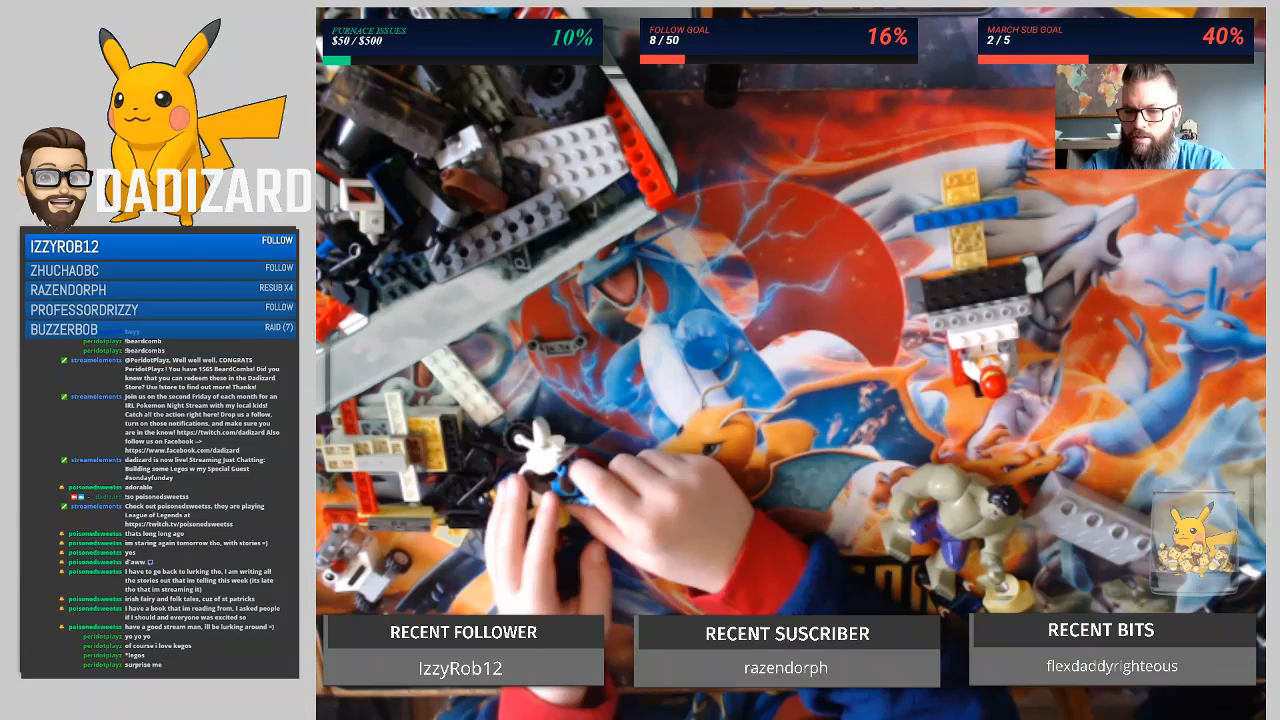 FURNACE ISSUES
$50 / $500
10%
FOLLOW GOAL
8 / 50
16%
MARCH SUB GOAL
2 / 5
40%
DADIZARD
IZZYROB12 FOLLOW
ZHUCHAOBC FOLLOW
RAZENDORPH RESUB X4
PROFESSORDRIZZY FOLLOW
BUZZERBOB RAID (7)
peridotplayz !beardcomb
peridotplayz !beardcombs
streamelements @PeridotPlayz, Well well well, CONGRATS
PeridotPlayz! You have 1565 BeardCombs! Did you
know that you can redeem these in the Dadizard
Store? Use !store to find out more! Thanks!
streamelements Join us on the second Friday of each month for an
IRL Pokemon Night Stream with my local kids!
Catch all the action right here! Drop us a follow,
turn on those notifications, and make sure you
are in the know! https://twitch.com/dadizard Also
follow us on Facebook -->
https://www.facebook.com/dadizard
streamelements dadizard is now live! Streaming Just Chatting:
Building some Legos w my Special Guest
#sondayfunday
poisonedsweetss adorable
dadizard !so poisonedsweetss
streamelements Check out poisonedsweetss, they are playing
League of Legends at
https://twitch.tv/poisonedsweetss
poisonedsweetss thats long long ago
poisonedsweetss im staring again tomorrow tho, with stories =)
poisonedsweetss yes
poisonedsweetss d'aww
poisonedsweetss I have to go back to lurking tho, I am writing all
the stories out that im telling this week (its late
tho that im streaming it)
poisonedsweetss irish fairy and folk tales, cuz of st patricks
poisonedsweetss I have a book that im reading from, I asked people
if I should and everyone was excited so
poisonedsweetss have a good stream man, ill be lurking around =)
peridotplayz yo yo yo
peridotplayz of course i love kegos
peridotplayz *legos
peridotplayz surprise me
RECENT FOLLOWER
IzzyRob12
RECENT SUSCRIBER
razendorph
RECENT BITS
flexdaddyrighteous